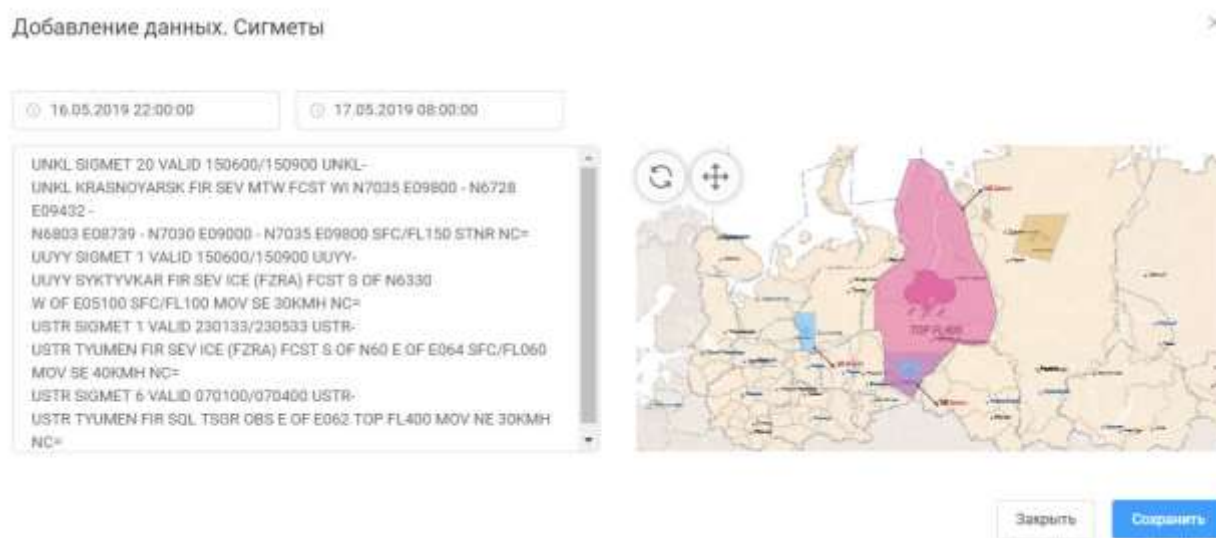 Добавление данных. Сигметы
16.05.2019 22:00:00
17.05.2019 08:00:00
UNKL SIGMET 20 VALID 150600/150900 UNKL-
UNKL KRASNOYARSK FIR SEV MTW FCST WI N7035 E09800 - N6728
E09432 -
N6803 E08739 - N7030 E09000 - N7035 E09800 SFC/FL150 STNR NC=
UUYY SIGMET 1 VALID 150600/150900 UUYY-
UUYY SYKTYVKAR FIR SEV ICE (FZRA) FCST S OF N6330
W OF E05100 SFC/FL100 MOV SE 30KMH NC=
USTR SIGMET 1 VALID 230133/230533 USTR-
USTR TYUMEN FIR SEV ICE (FZRA) FCST S OF N60 E OF E064 SFC/FL060
MOV SE 40KMH NC=
USTR SIGMET 6 VALID 070100/070400 USTR-
USTR TYUMEN FIR SQL TSGR OBS E OF E062 TOP FL400 MOV NE 30KMH
NC=
TOP FL400
Закрыть
Сохранить